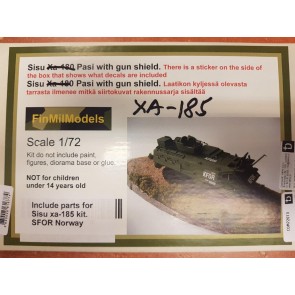 Sisu Xa-180 Pasi with gun shield. There is a sticker on the side of
the box that shows what decals are included
Sisu Xa-180 Pasi with gun shield. Laatikon kyljessä olevasta
tarrasta ilmenee mitkä siirtokuvat rakennussarja sisältää
XA-185
FinMilModels
Scale 1/72
Kit do not include paint,
figures, diorama base or glue.
NOT for children
under 14 years old
Include parts for
Sisu xa-185 kit.
SFOR Norway
SFOR